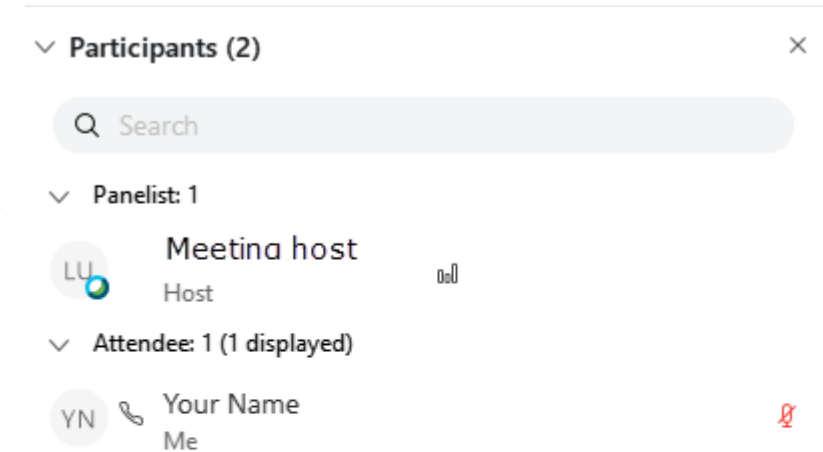 Participants (2)
Search
Panelist: 1
LU
Meeting host
Host
Attendee: 1 (1 displayed)
YN Your Name
Me